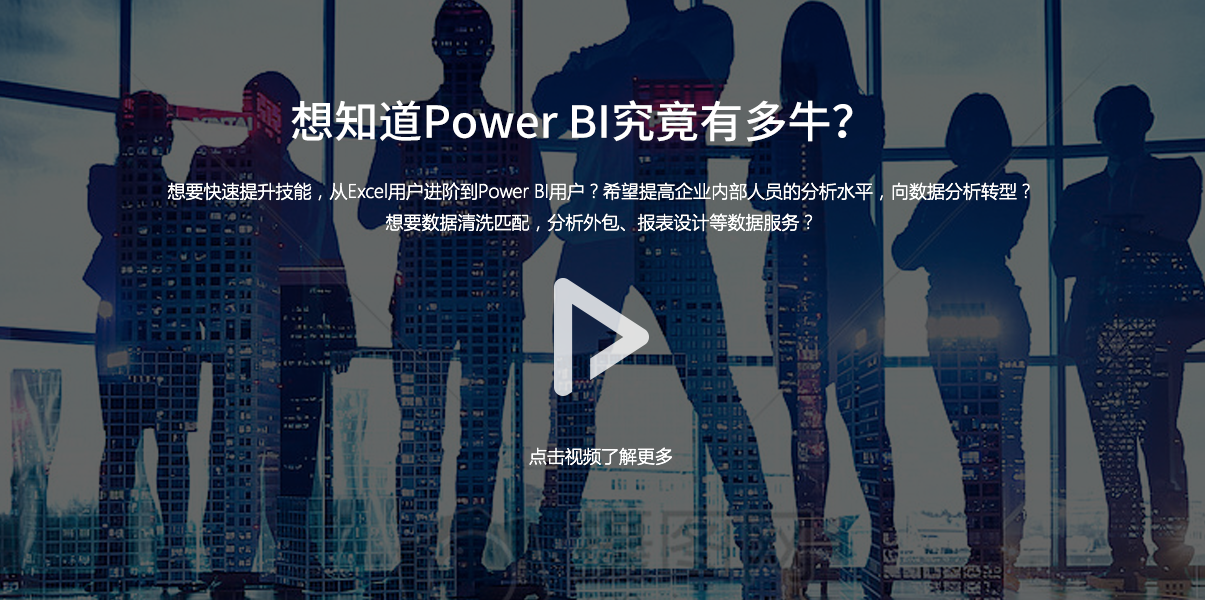 想知道Power BI究竟有多牛？
想要快速提升技能，从Excel用户进阶到Power BI用户？希望提高企业内部人员的分析水平，向数据分析转型？
想要数据清洗匹配，分析外包、报表设计等数据服务？
点击视频了解更多